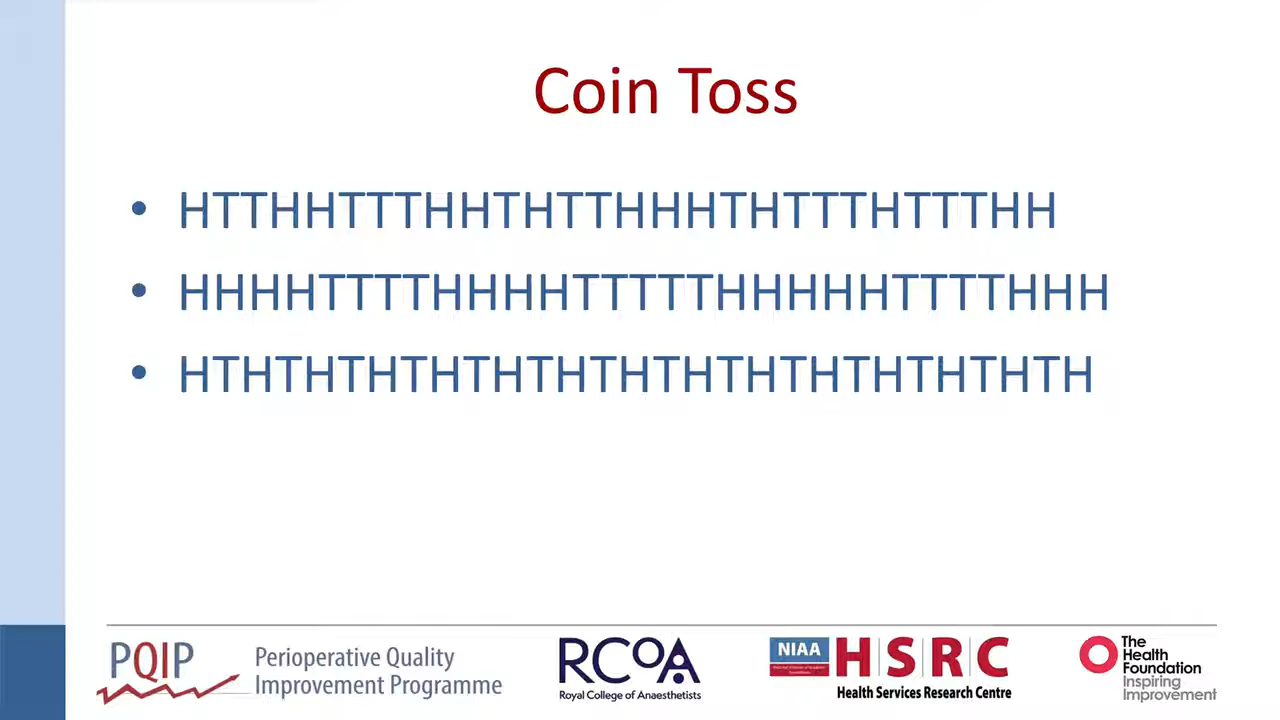 Coin Toss
• HTTHHTTTHHTHTTHHHTHTTTHTTTHH
• HHHHTTTTHHHHTTTTTHHHHHTTTTHHH
• HTHTHTHTHTHTHTHTHTHTHTHTHTHTH
PQIP
Perioperative Quality
Improvement Programme
RCOA
Royal College of Anaesthetists
NIAA
HSRC
Health Services Research Centre
The
Health
Foundation
Inspiring
Improvement